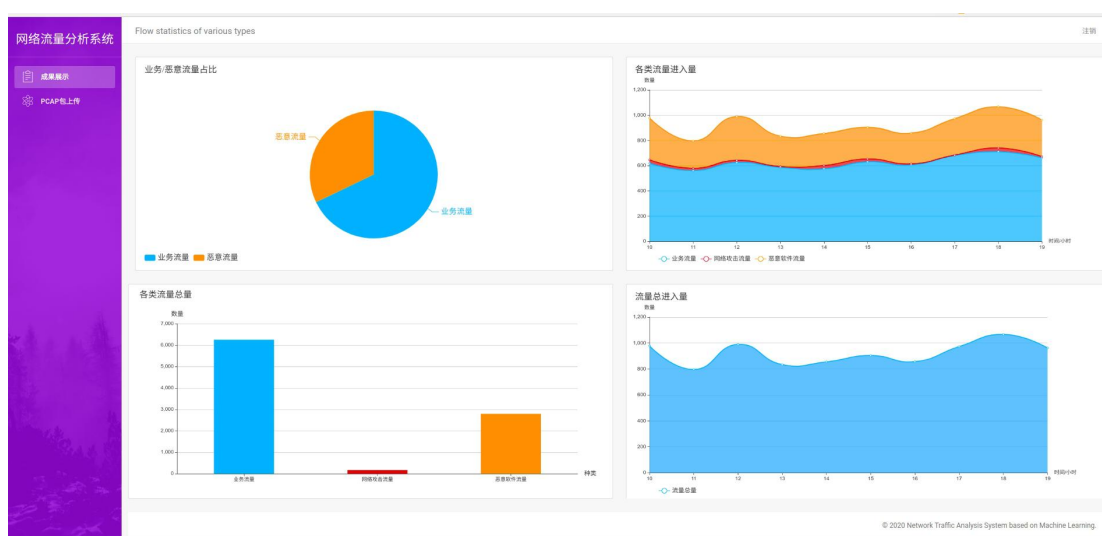 网络流量分析系统
成果展示
PCAP包上传
Flow statistics of various types
注销
业务/恶意流量占比
恶意流量
业务流量
业务流量 恶意流量
各类流量进入量
数量
1,200
1,000
800
600
400
200
0
10 11 12 13 14 15 16 17 18 19
时间/小时
业务流量 网络攻击流量 恶意软件流量
各类流量总量
数量
7,000
6,000
5,000
4,000
3,000
2,000
1,000
0
业务流量 网络攻击流量 恶意软件流量
种类
流量总进入量
数量
1,200
1,000
800
600
400
200
0
10 11 12 13 14 15 16 17 18 19
时间/小时
流量总量
© 2020 Network Traffic Analysis System based on Machine Learning.